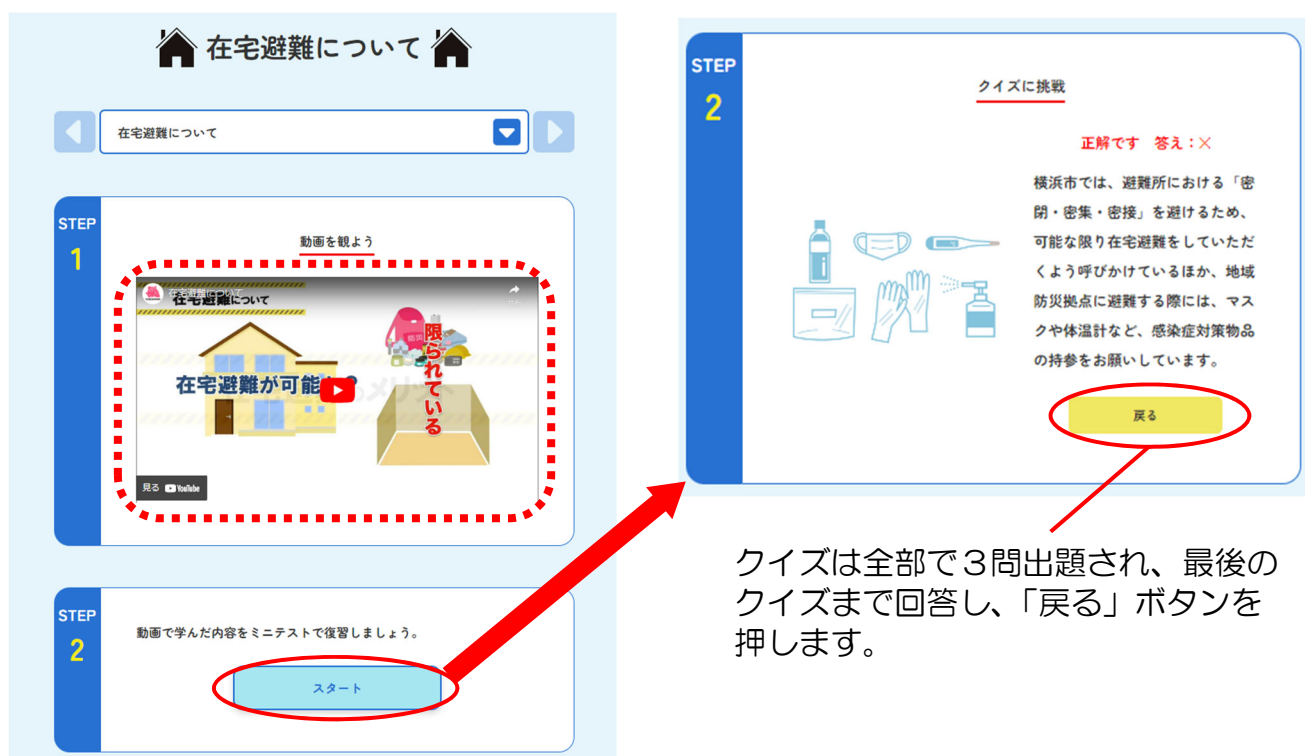 在宅避難について
在宅避難について
STEP
1
動画を観よう
在宅避難について
在宅避難について
在宅避難が可能
限られている
見る YouTube
STEP
2
動画で学んだ内容をミニテストで復習しましょう。
スタート
STEP
2
クイズに挑戦
正解です　答え：×
横浜市では、避難所における「密
閉・密集・密接」を避けるため、
可能な限り在宅避難をしていただ
くよう呼びかけているほか、地域
防災拠点に避難する際には、マス
クや体温計など、感染症対策物品
の持参をお願いしています。
戻る
クイズは全部で３問出題され、最後の
クイズまで回答し、「戻る」ボタンを
押します。